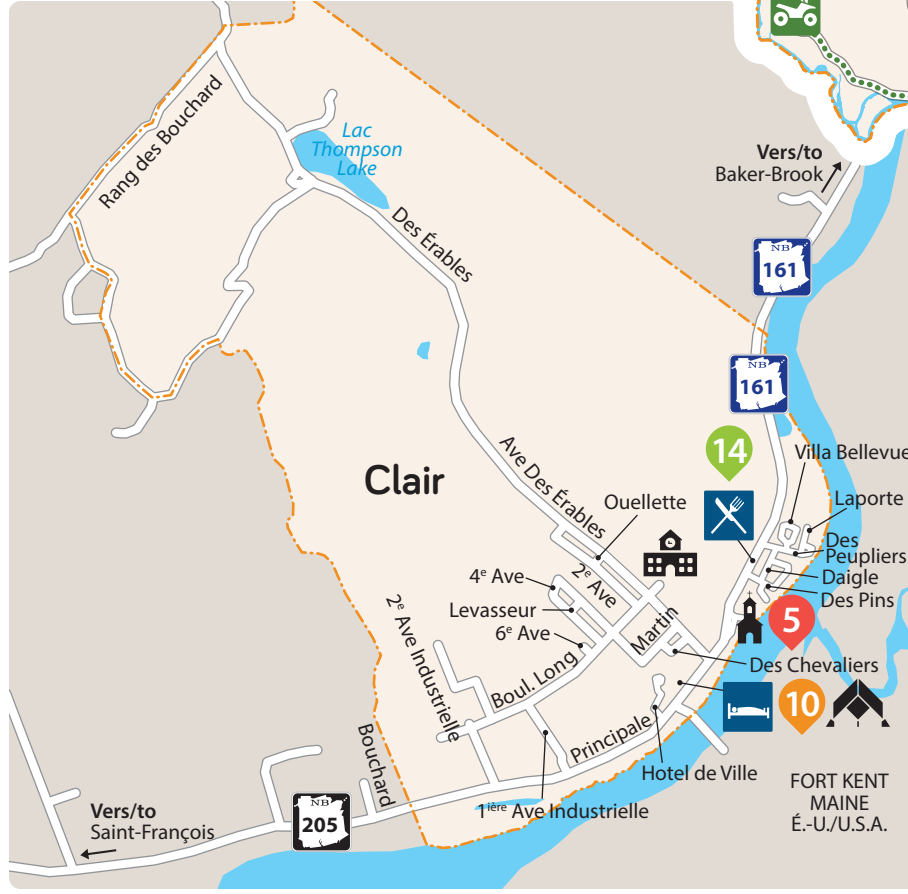 Rang des Bouchard
Lac
Thompson
Lake
Vers/to
Baker-Brook
Des Érables
NB
161
NB
161
Clair
14
Villa Bellevue
Ave Des Érables
Laporte
Ouellette
Des
Peupliers
2e Ave
4e Ave
Daigle
Levasseur
Des Pins
2e Ave Industrielle
6e Ave
Martin
5
Boul. Long
Des Chevaliers
10
Principale
Bouchard
Hotel de Ville
FORT KENT
MAINE
É.-U./U.S.A.
1ière Ave Industrielle
NB
205
Vers/to
Saint-François